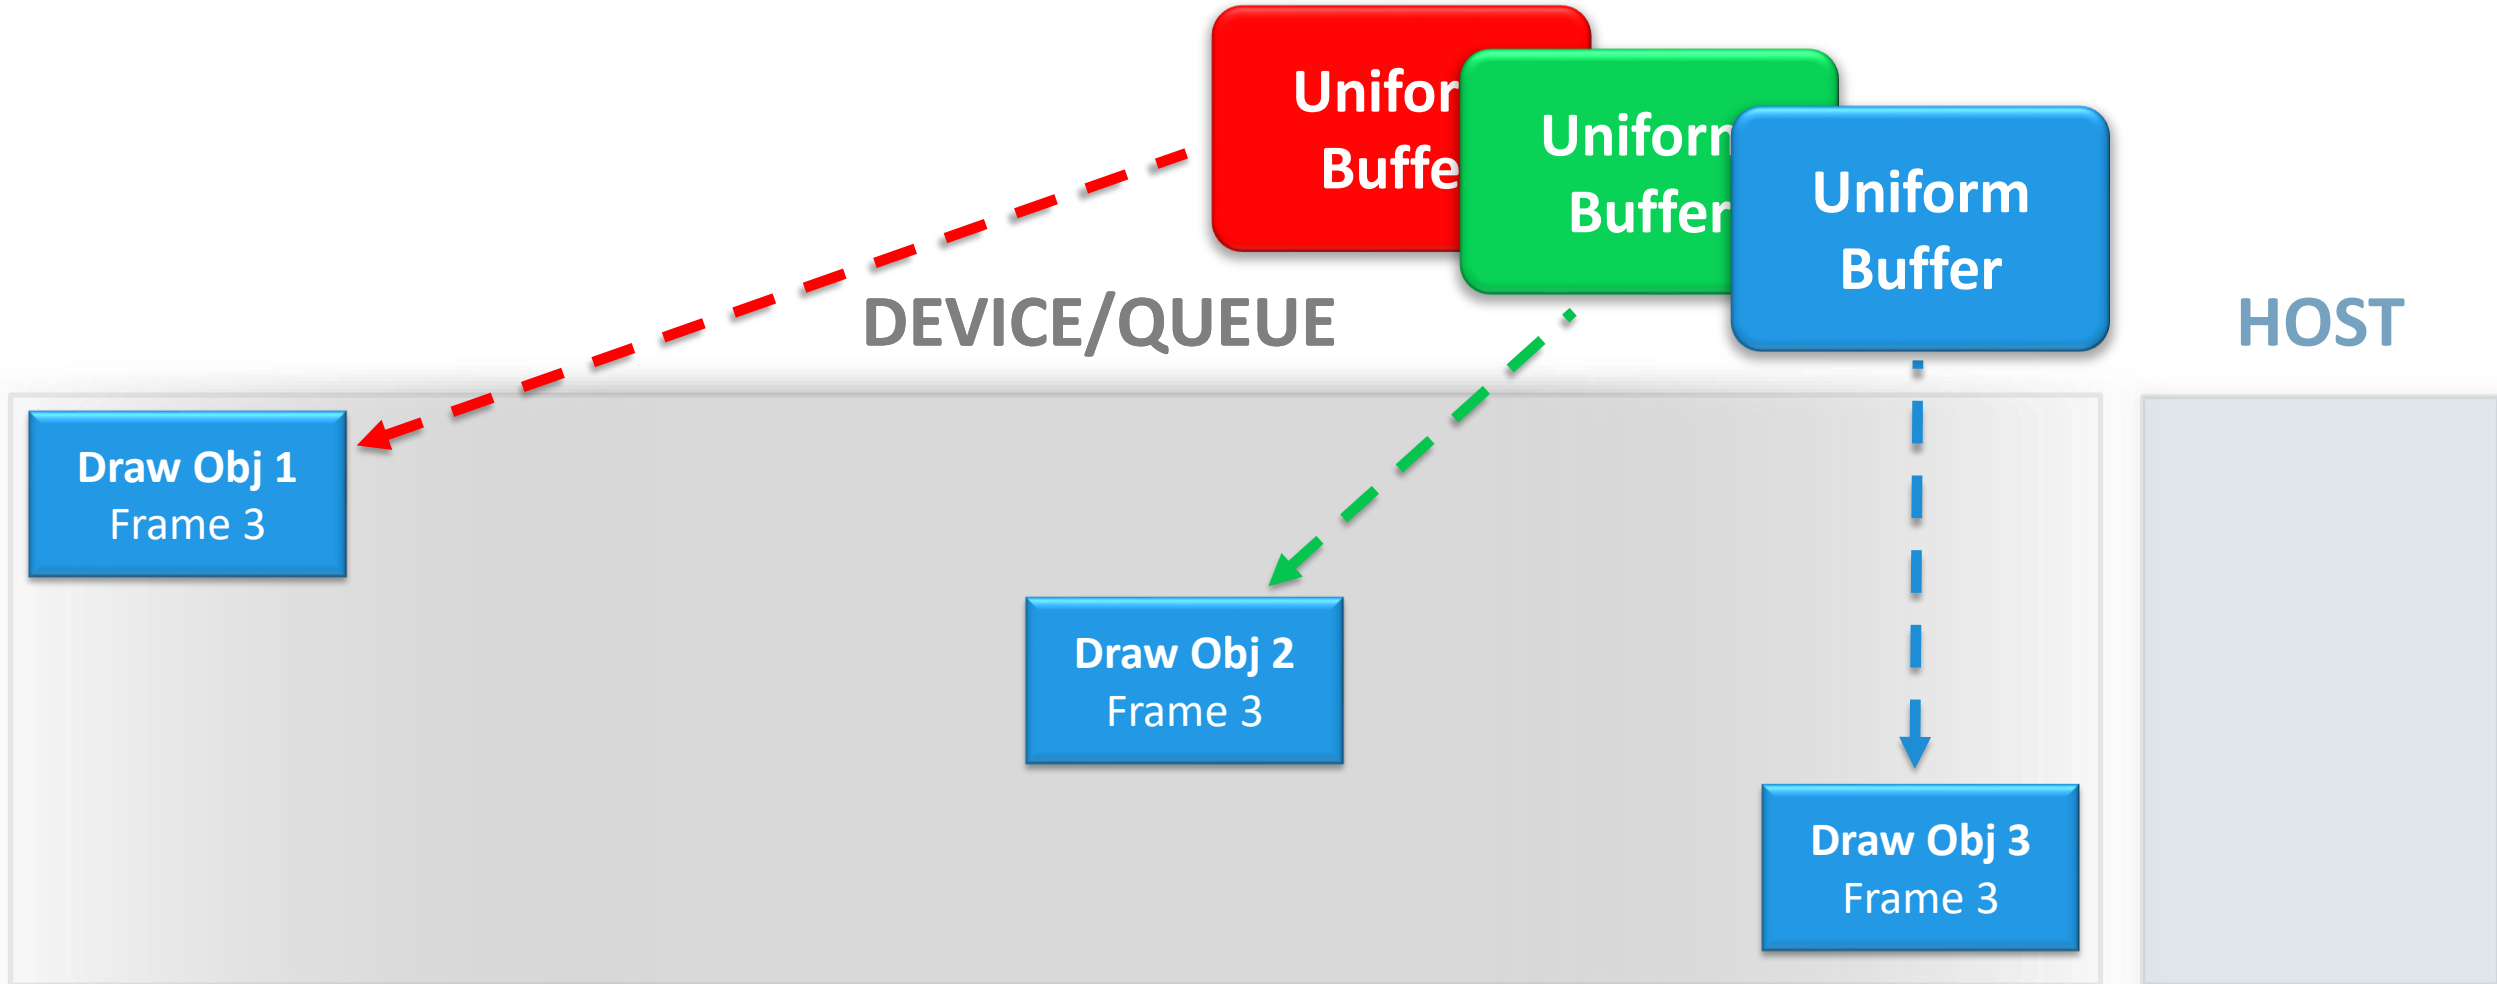 Unifor
Buffe
Uniform
Buffer
Uniform
Buffer
DEVICE/QUEUE
HOST
Draw Obj 1
Frame 3
Draw Obj 2
Frame 3
Draw Obj 3
Frame 3